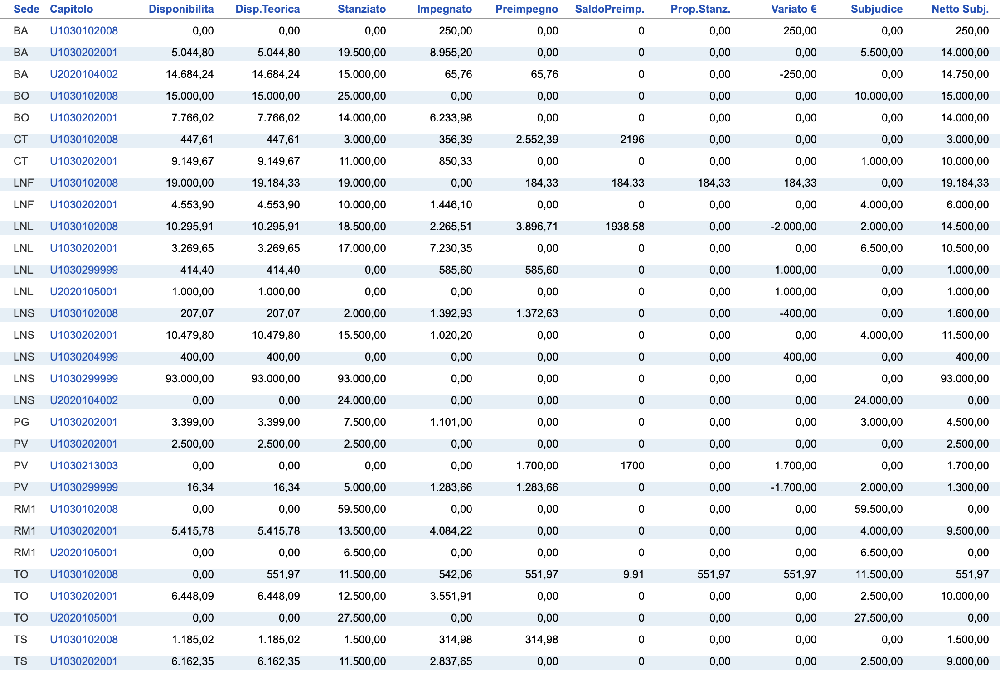 Sede Capitolo Disponibilita Disp.Teorica Stanziato Impegnato Preimpegno SaldoPreimp. Prop.Stanz. Variato € Subjudice Netto Subj.
BA U1030102008 0,00 0,00 0,00 250,00 0,00 0 0,00 250,00 0,00 250,00
BA U1030202001 5.044,80 5.044,80 19.500,00 8.955,20 0,00 0 0,00 0,00 5.500,00 14.000,00
BA U2020104002 14.684,24 14.684,24 15.000,00 65,76 65,76 0 0,00 -250,00 0,00 14.750,00
BO U1030102008 15.000,00 15.000,00 25.000,00 0,00 0,00 0 0,00 0,00 10.000,00 15.000,00
BO U1030202001 7.766,02 7.766,02 14.000,00 6.233,98 0,00 0 0,00 0,00 0,00 14.000,00
CT U1030102008 447,61 447,61 3.000,00 356,39 2.552,39 2196 0,00 0,00 0,00 3.000,00
CT U1030202001 9.149,67 9.149,67 11.000,00 850,33 0,00 0 0,00 0,00 1.000,00 10.000,00
LNF U1030102008 19.000,00 19.184,33 19.000,00 0,00 184,33 184.33 184,33 184,33 0,00 19.184,33
LNF U1030202001 4.553,90 4.553,90 10.000,00 1.446,10 0,00 0 0,00 0,00 4.000,00 6.000,00
LNL U1030102008 10.295,91 10.295,91 18.500,00 2.265,51 3.896,71 1938.58 0,00 -2.000,00 2.000,00 14.500,00
LNL U1030202001 3.269,65 3.269,65 17.000,00 7.230,35 0,00 0 0,00 0,00 6.500,00 10.500,00
LNL U1030299999 414,40 414,40 0,00 585,60 585,60 0 0,00 1.000,00 0,00 1.000,00
LNL U2020105001 1.000,00 1.000,00 0,00 0,00 0,00 0 0,00 1.000,00 0,00 1.000,00
LNS U1030102008 207,07 207,07 2.000,00 1.392,93 1.372,63 0 0,00 -400,00 0,00 1.600,00
LNS U1030202001 10.479,80 10.479,80 15.500,00 1.020,20 0,00 0 0,00 0,00 4.000,00 11.500,00
LNS U1030204999 400,00 400,00 0,00 0,00 0,00 0 0,00 400,00 0,00 400,00
LNS U1030299999 93.000,00 93.000,00 93.000,00 0,00 0,00 0 0,00 0,00 0,00 93.000,00
LNS U2020104002 0,00 0,00 24.000,00 0,00 0,00 0 0,00 0,00 24.000,00 0,00
PG U1030202001 3.399,00 3.399,00 7.500,00 1.101,00 0,00 0 0,00 0,00 3.000,00 4.500,00
PV U1030202001 2.500,00 2.500,00 2.500,00 0,00 0,00 0 0,00 0,00 0,00 2.500,00
PV U1030213003 0,00 0,00 0,00 0,00 1.700,00 1700 0,00 1.700,00 0,00 1.700,00
PV U1030299999 16,34 16,34 5.000,00 1.283,66 1.283,66 0 0,00 -1.700,00 2.000,00 1.300,00
RM1 U1030102008 0,00 0,00 59.500,00 0,00 0,00 0 0,00 0,00 59.500,00 0,00
RM1 U1030202001 5.415,78 5.415,78 13.500,00 4.084,22 0,00 0 0,00 0,00 4.000,00 9.500,00
RM1 U2020105001 0,00 0,00 6.500,00 0,00 0,00 0 0,00 0,00 6.500,00 0,00
TO U1030102008 0,00 551,97 11.500,00 542,06 551,97 9.91 551,97 551,97 11.500,00 551,97
TO U1030202001 6.448,09 6.448,09 12.500,00 3.551,91 0,00 0 0,00 0,00 2.500,00 10.000,00
TO U2020105001 0,00 0,00 27.500,00 0,00 0,00 0 0,00 0,00 27.500,00 0,00
TS U1030102008 1.185,02 1.185,02 1.500,00 314,98 314,98 0 0,00 0,00 0,00 1.500,00
TS U1030202001 6.162,35 6.162,35 11.500,00 2.837,65 0,00 0 0,00 0,00 2.500,00 9.000,00